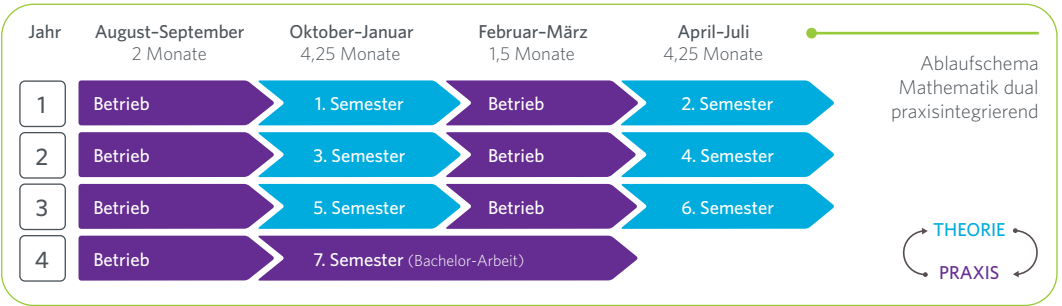 Jahr August–September Oktober–Januar Februar–März April–Juli
2 Monate 4,25 Monate 1,5 Monate 4,25 Monate
1 Betrieb 1. Semester Betrieb 2. Semester
2 Betrieb 3. Semester Betrieb 4. Semester
3 Betrieb 5. Semester Betrieb 6. Semester
4 Betrieb 7. Semester (Bachelor-Arbeit)
Ablaufschema
Mathematik dual
praxisintegrierend
THEORIE
PRAXIS